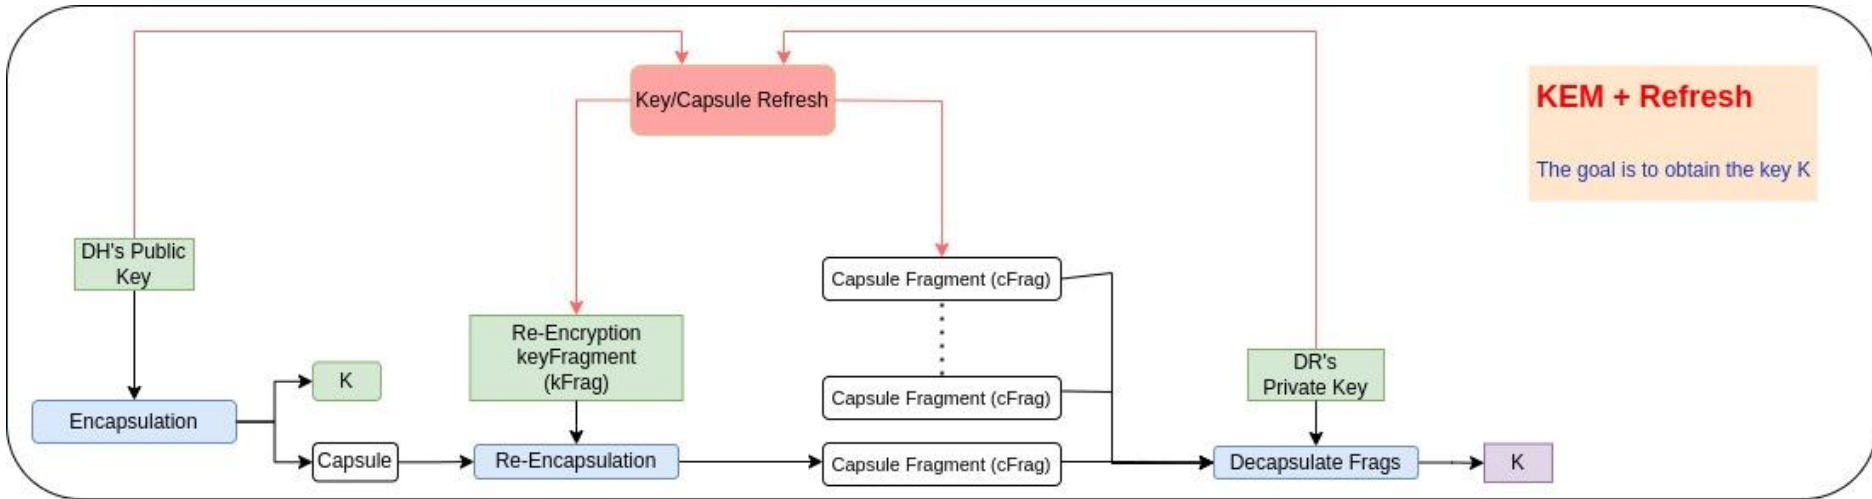 Key/Capsule Refresh
KEM + Refresh
The goal is to obtain the key K
DH's Public
Key
Capsule Fragment (cFrag)
Re-Encryption
keyFragment
(kFrag)
DR's
Private Key
K
Capsule Fragment (cFrag)
Encapsulation
Capsule
Re-Encapsulation
Capsule Fragment (cFrag)
Decapsulate Frags
K